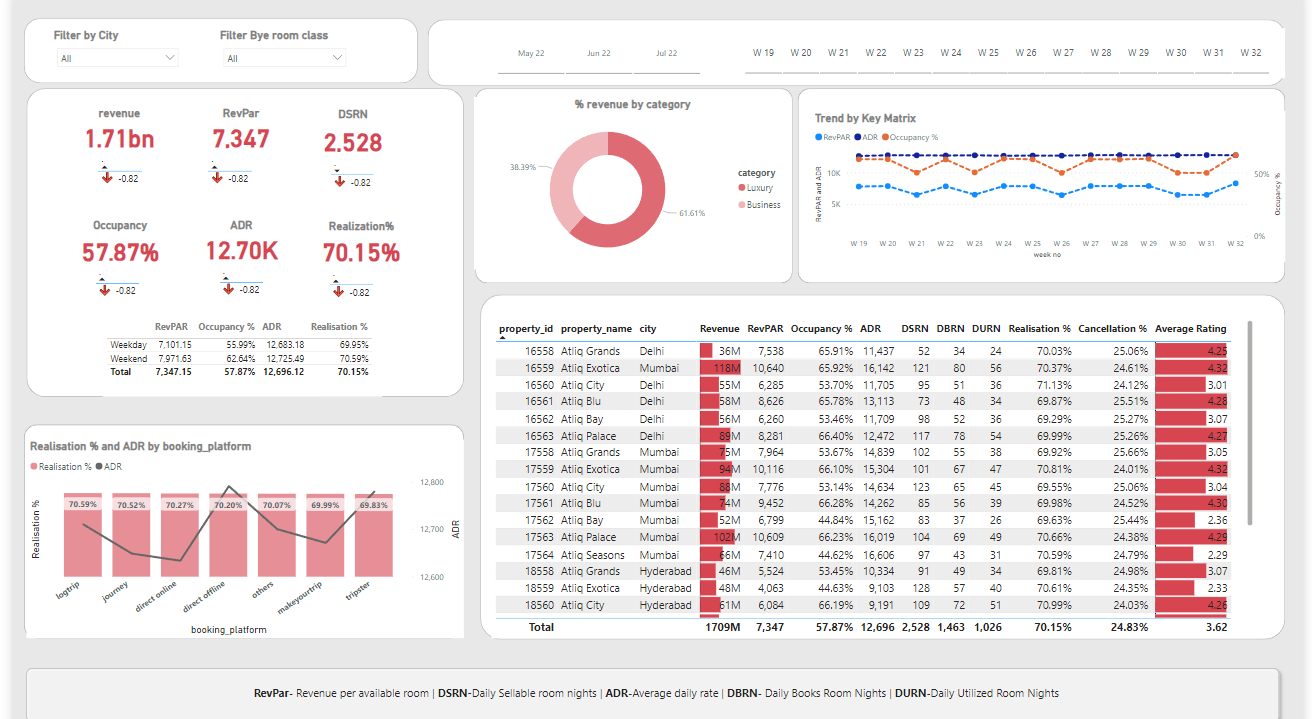 Filter by City
Filter Bye room class
All
All
May 22 Jun 22 Jul 22
W 19 W 20 W 21 W 22 W 23 W 24 W 25 W 26 W 27 W 28 W 29 W 30 W 31 W 32
revenue RevPar DSRN
1.71bn 7,347 2,528
-0.82 -0.82 -0.82
Occupancy ADR Realization%
57.87% 12.70K 70.15%
-0.82 -0.82 -0.82
RevPAR Occupancy % ADR Realisation %
Weekday 7,101.15 55.99% 12,683.18 69.95%
Weekend 7,971.63 62.64% 12,725.49 70.59%
Total 7,347.15 57.87% 12,696.12 70.15%
% revenue by category
38.39%
61.61%
category
Luxury
Business
Trend by Key Matrix
RevPAR ADR Occupancy %
RevPAR and ADR
10K
5K
50%
0%
Occupancy %
W 19 W 20 W 21 W 22 W 23 W 24 W 25 W 26 W 27 W 28 W 29 W 30 W 31 W 32
week no
Realisation % and ADR by booking_platform
Realisation % ADR
Realisation %
70.59% 70.52% 70.27% 70.20% 70.07% 69.99% 69.83%
12,800
12,700
12,600
ADR
logtrip journey direct online direct offline others makeyourtrip tripster
booking_platform
property_id property_name city Revenue RevPAR Occupancy % ADR DSRN DBRN DURN Realisation % Cancellation % Average Rating
16558 Atliq Grands Delhi 36M 7,538 65.91% 11,437 52 34 24 70.03% 25.06% 4.25
16559 Atliq Exotica Mumbai 118M 10,640 65.92% 16,142 121 80 56 70.37% 24.61% 4.32
16560 Atliq City Delhi 55M 6,285 53.70% 11,705 95 51 36 71.13% 24.12% 3.01
16561 Atliq Blu Delhi 58M 8,626 65.78% 13,113 73 48 34 69.87% 25.51% 4.28
16562 Atliq Bay Delhi 56M 6,260 53.46% 11,709 98 52 36 69.29% 25.27% 3.07
16563 Atliq Palace Delhi 89M 8,281 66.40% 12,472 117 78 54 69.99% 25.26% 4.27
17558 Atliq Grands Mumbai 75M 7,964 53.67% 14,839 102 55 38 69.92% 25.66% 3.05
17559 Atliq Exotica Mumbai 94M 10,116 66.10% 15,304 101 67 47 70.81% 24.01% 4.32
17560 Atliq City Mumbai 88M 7,776 53.14% 14,634 123 65 45 69.55% 25.06% 3.04
17561 Atliq Blu Mumbai 74M 9,452 66.28% 14,262 85 56 39 69.98% 24.52% 4.30
17562 Atliq Bay Mumbai 52M 6,799 44.84% 15,162 83 37 26 69.63% 25.44% 2.36
17563 Atliq Palace Mumbai 102M 10,609 66.23% 16,019 104 69 49 70.66% 24.38% 4.29
17564 Atliq Seasons Mumbai 66M 7,410 44.62% 16,606 97 43 31 70.59% 24.79% 2.29
18558 Atliq Grands Hyderabad 46M 5,524 53.45% 10,334 91 49 34 69.81% 24.98% 3.07
18559 Atliq Exotica Hyderabad 48M 4,063 44.63% 9,103 128 57 40 70.61% 24.35% 2.33
18560 Atliq City Hyderabad 61M 6,084 66.19% 9,191 109 72 51 70.99% 24.03% 4.26
Total 1709M 7,347 57.87% 12,696 2,528 1,463 1,026 70.15% 24.83% 3.62
RevPar- Revenue per available room | DSRN-Daily Sellable room nights | ADR-Average daily rate | DBRN- Daily Books Room Nights | DURN-Daily Utilized Room Nights